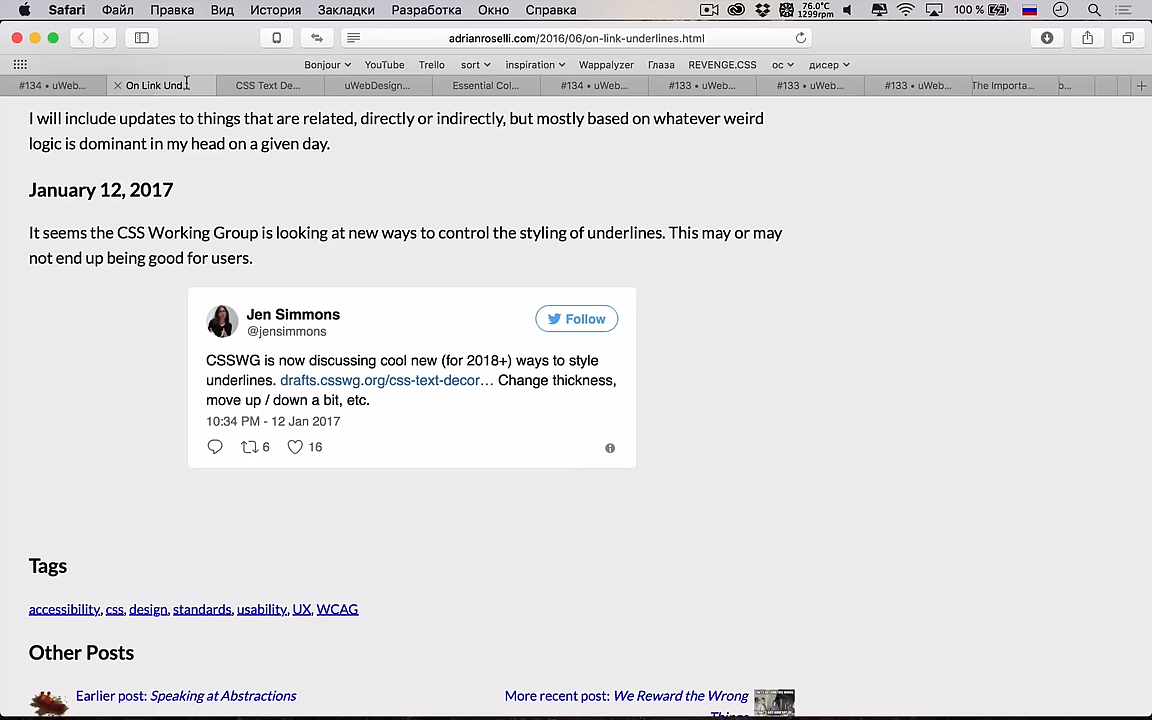 Safari Файл Правка Вид История Закладки Разработка Окно Справка 76.0°C 1299rpm 100 %
adrianroselli.com/2016/06/on-link-underlines.html
Bonjour YouTube Trello sort inspiration Wappalyzer Глаза REVENGE.CSS ос дисер
#134 • uWeb... On Link Und... CSS Text De... uWebDesign... Essential Col... #134 • uWeb... #133 • uWeb... #133 • uWeb... #133 • uWeb... The Importa... b...
I will include updates to things that are related, directly or indirectly, but mostly based on whatever weird
logic is dominant in my head on a given day.
January 12, 2017
It seems the CSS Working Group is looking at new ways to control the styling of underlines. This may or may
not end up being good for users.
Jen Simmons
@jensimmons
Follow
CSSWG is now discussing cool new (for 2018+) ways to style
underlines. drafts.csswg.org/css-text-decor… Change thickness,
move up / down a bit, etc.
10:34 PM - 12 Jan 2017
6 16
Tags
accessibility, css, design, standards, usability, UX, WCAG
Other Posts
Earlier post: Speaking at Abstractions
More recent post: We Reward the Wrong
Things